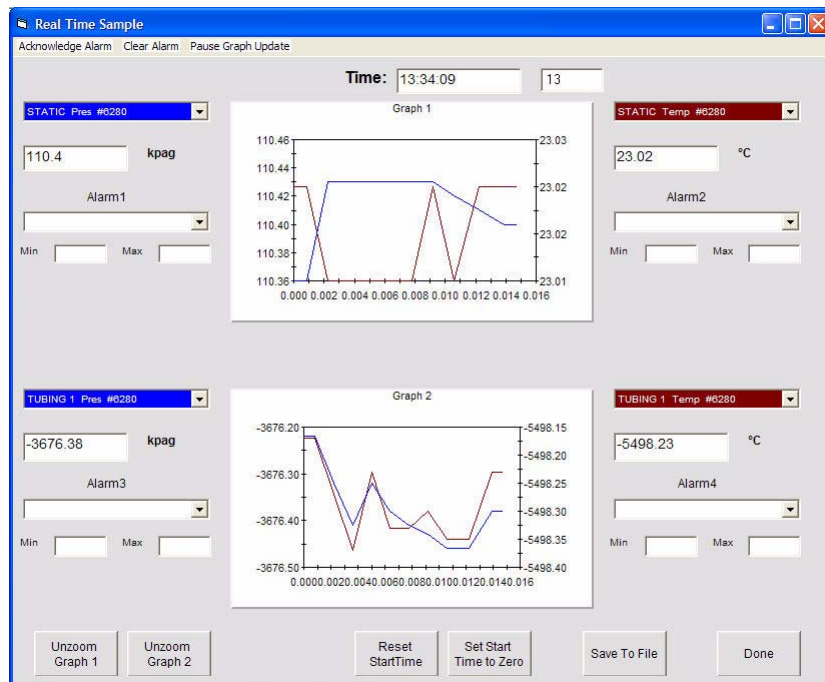 Real Time Sample
Acknowledge Alarm Clear Alarm Pause Graph Update
Time: 13:34:09 13
STATIC Pres #6280
110.4 kpag
Alarm1
Min Max
Graph 1
110.46
110.43
110.42
110.40
110.38
110.36
23.03
23.02
23.02
23.01
0.000 0.002 0.004 0.006 0.008 0.010 0.012 0.014 0.016
STATIC Temp #6280
23.02 °C
Alarm2
Min Max
TUBING 1 Pres #6280
-3676.38 kpag
Alarm3
Min Max
Graph 2
-3676.20
-3676.30
-3676.40
-3676.50
-5498.15
-5498.20
-5498.25
-5498.30
-5498.35
-5498.40
0.0000.0020.0040.0060.0080.0100.0120.0140.016
TUBING 1 Temp #6280
-5498.23 °C
Alarm4
Min Max
Unzoom Graph 1
Unzoom Graph 2
Reset StartTime
Set Start Time to Zero
Save To File
Done